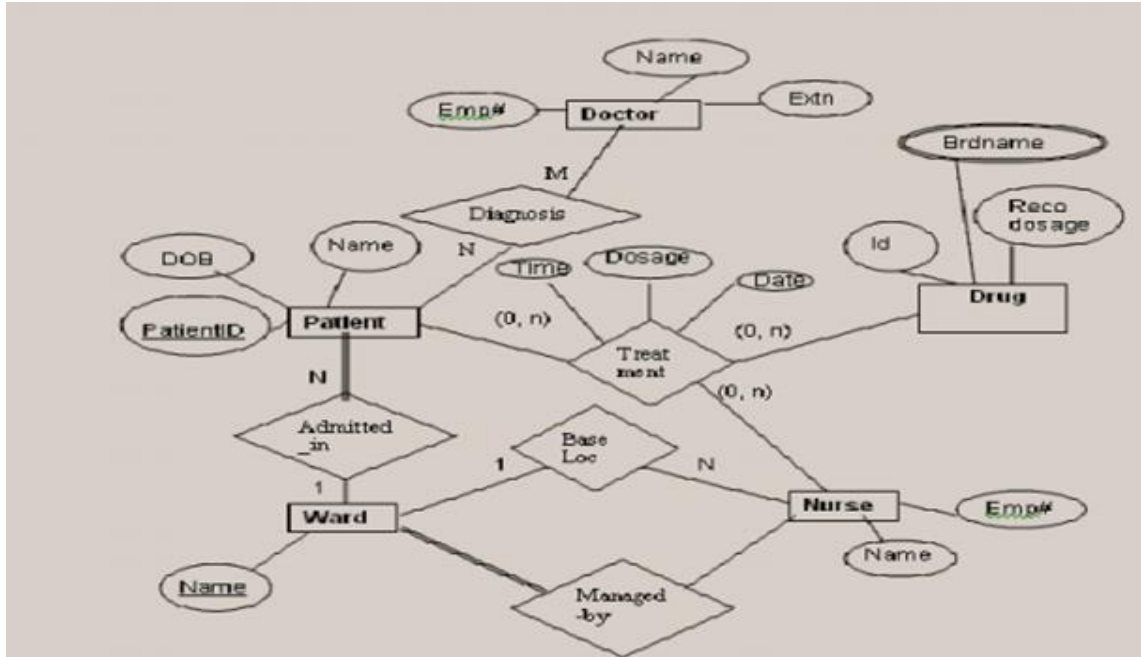 Name
Emp#
Doctor
Extn
Brdname
M
Diagnosis
Reco
dosage
Name
N
Dosage
Id
DOB
Time
Date
Drug
PatientID
Patient
(0, n)
(0, n)
Treat
ment
N
(0, n)
Admitted
_in
Base
Loc
1
N
1
Ward
Nurse
Emp#
Name
Name
Managed
-by